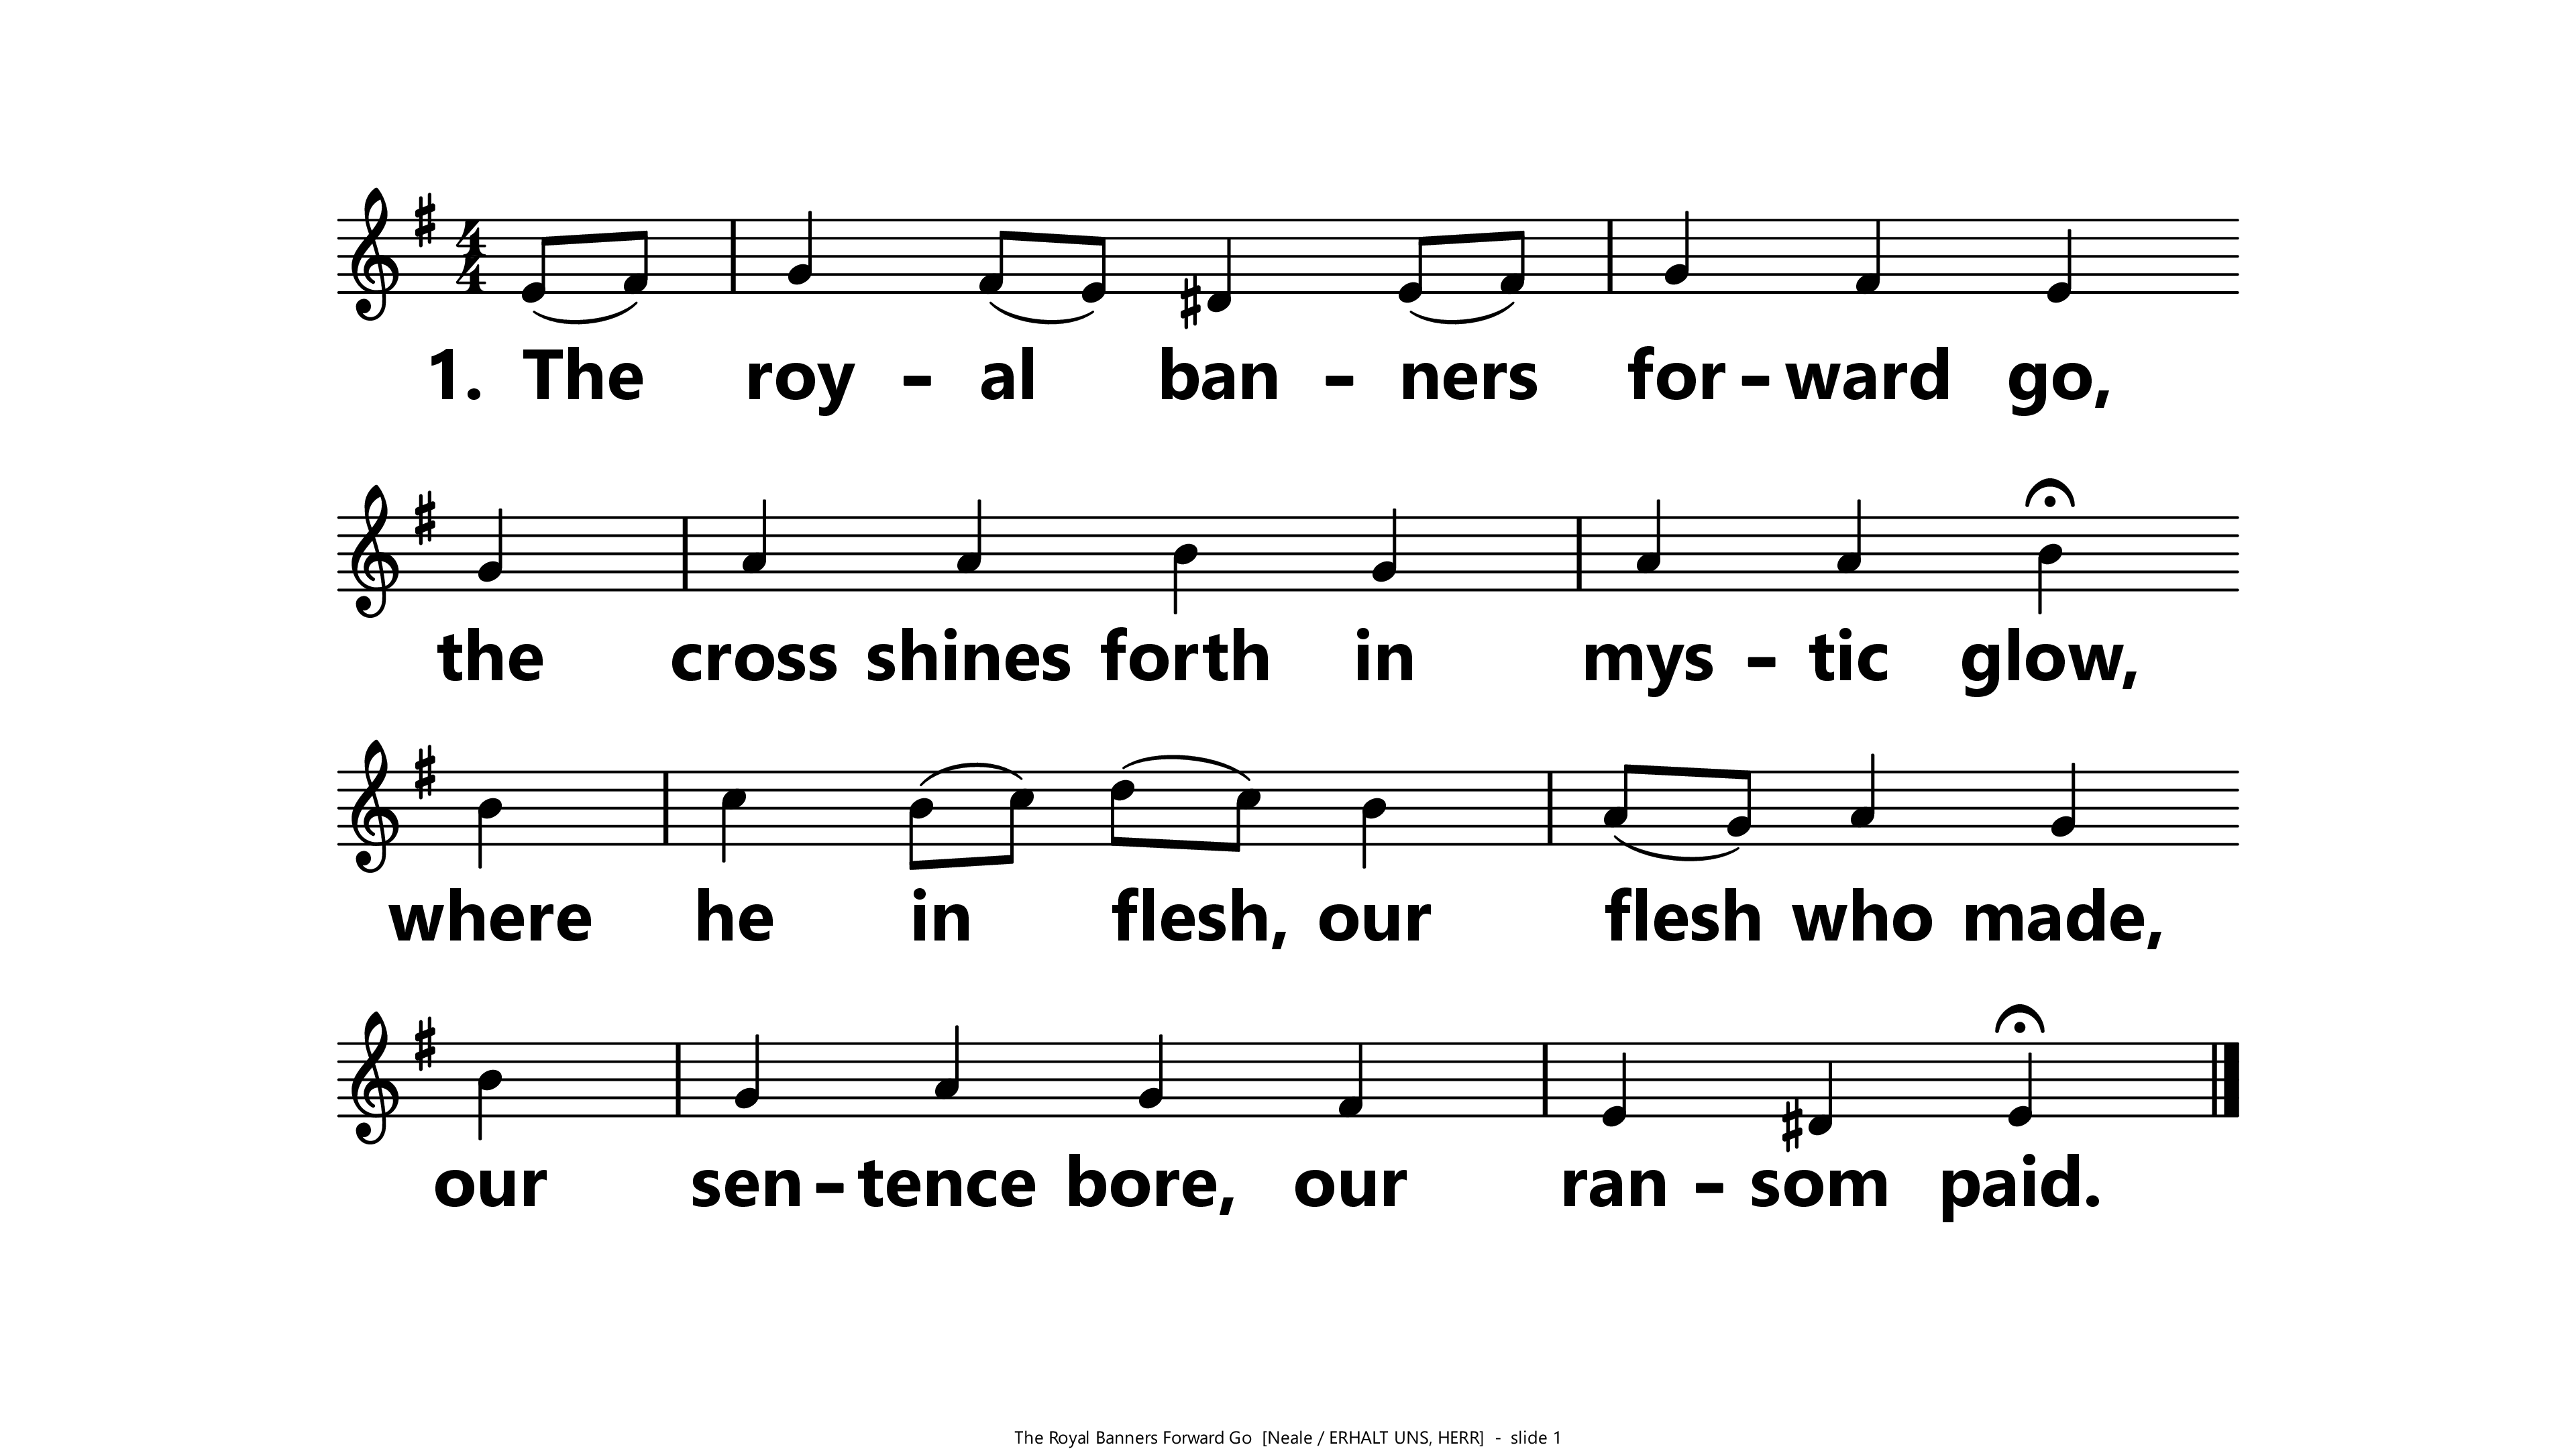 1. The roy - al ban - ners for - ward go,
the cross shines forth in mys - tic glow,
where he in flesh, our flesh who made,
our sen - tence bore, our ran - som paid.
The Royal Banners Forward Go [Neale / ERHALT UNS, HERR] - slide 1